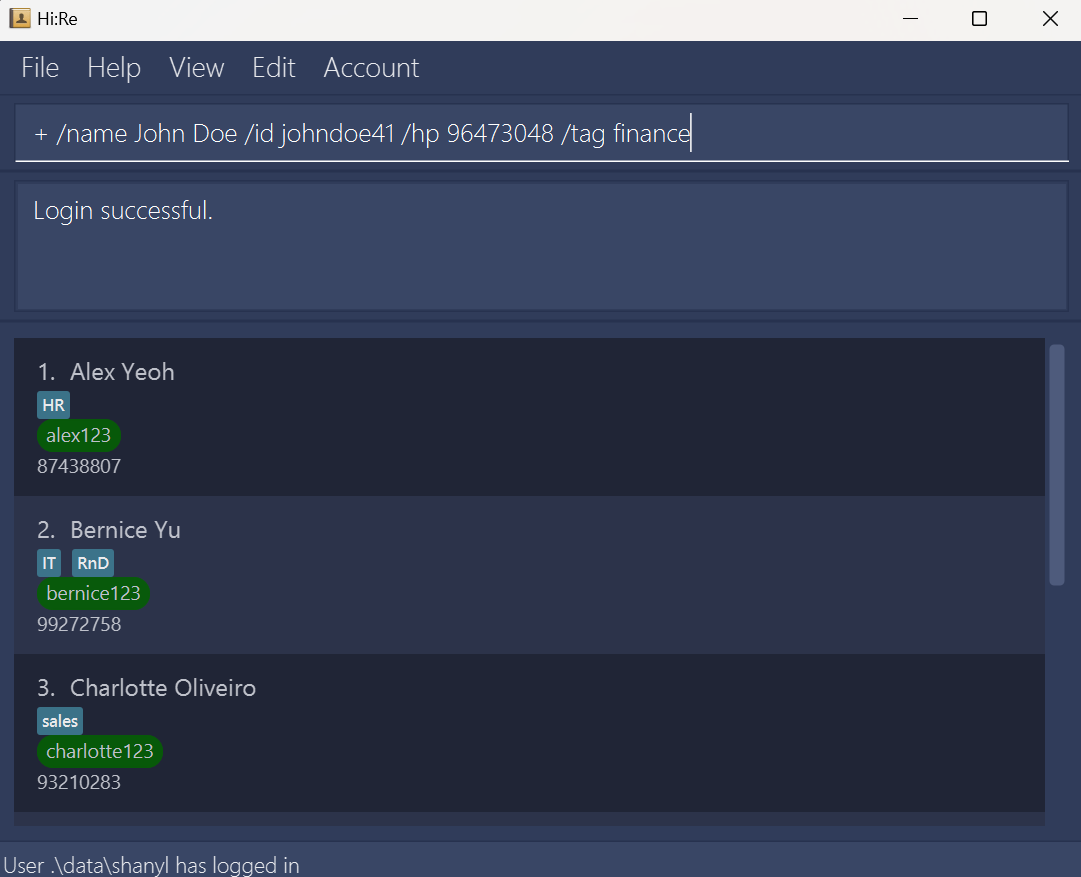 Hi:Re
File Help View Edit Account
+ /name John Doe /id johndoe41 /hp 96473048 /tag finance
Login successful.
1. Alex Yeoh
HR
alex123
87438807
2. Bernice Yu
IT RnD
bernice123
99272758
3. Charlotte Oliveiro
sales
charlotte123
93210283
User .\data\shanyl has logged in